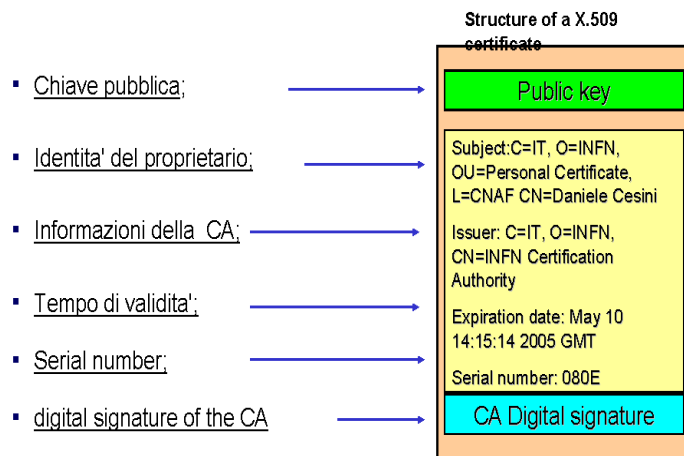 Structure of a X.509
certificate
Chiave pubblica;
Public key
Identita' del proprietario;
Subject:C=IT, O=INFN,
OU=Personal Certificate,
L=CNAF CN=Daniele Cesini
Informazioni della CA;
Issuer: C=IT, O=INFN,
CN=INFN Certification
Authority
Tempo di validita';
Expiration date: May 10
14:15:14 2005 GMT
Serial number;
Serial number: 080E
digital signature of the CA
CA Digital signature